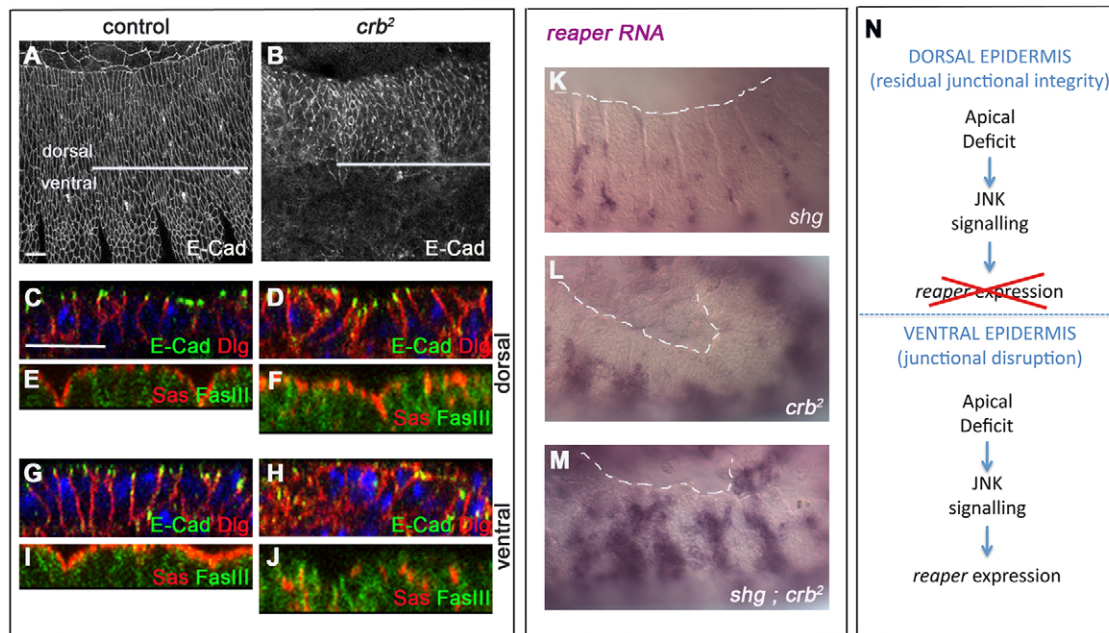 control
crb²
A
dorsal
ventral
E-Cad
B
E-Cad
C
E-Cad Dlg
D
E-Cad Dlg
E
Sas FasIII
F
Sas FasIII
dorsal
G
E-Cad Dlg
H
E-Cad Dlg
I
Sas FasIII
J
Sas FasIII
ventral
reaper RNA
K
shg
L
crb²
M
shg ; crb²
N
DORSAL EPIDERMIS
(residual junctional integrity)
Apical
Deficit
JNK
signalling
reaper expression
VENTRAL EPIDERMIS
(junctional disruption)
Apical
Deficit
JNK
signalling
reaper expression